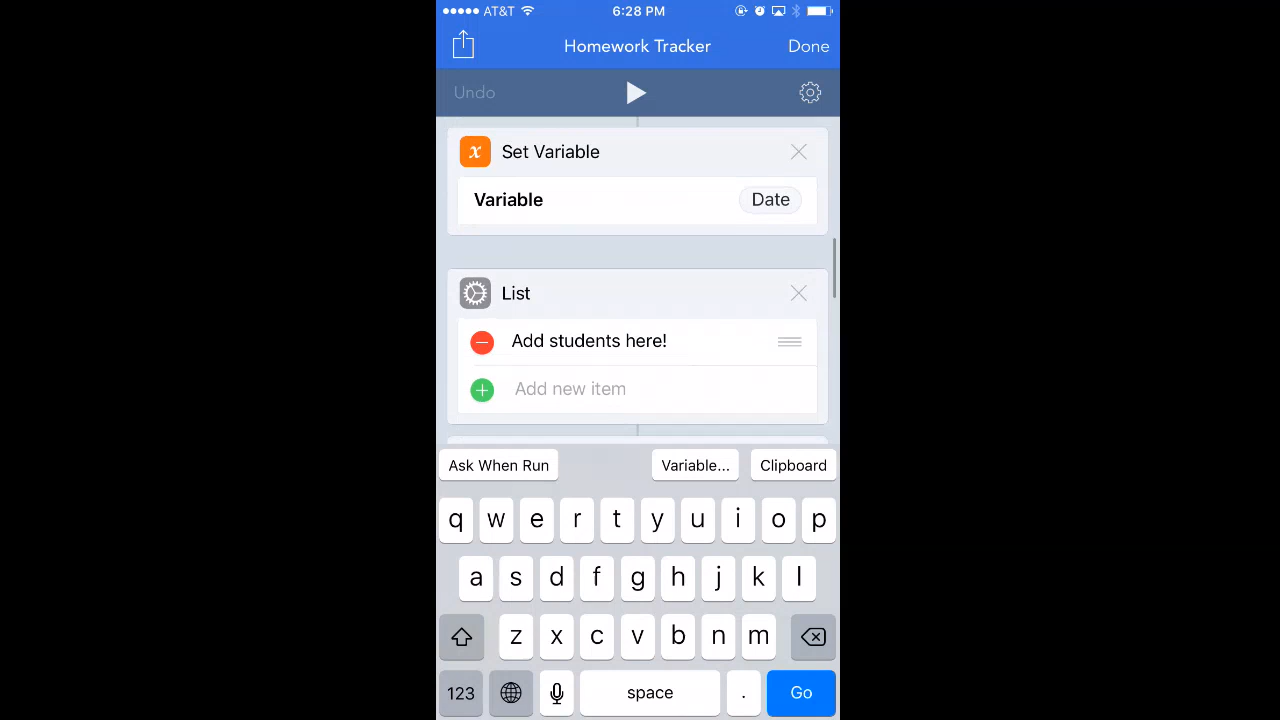 AT&T 6:28 PM
Homework Tracker Done
Undo
x Set Variable
Variable Date
List
Add students here!
Add new item
Ask When Run Variable... Clipboard
q w e r t y u i o p
a s d f g h j k l
z x c v b n m
123 space . Go